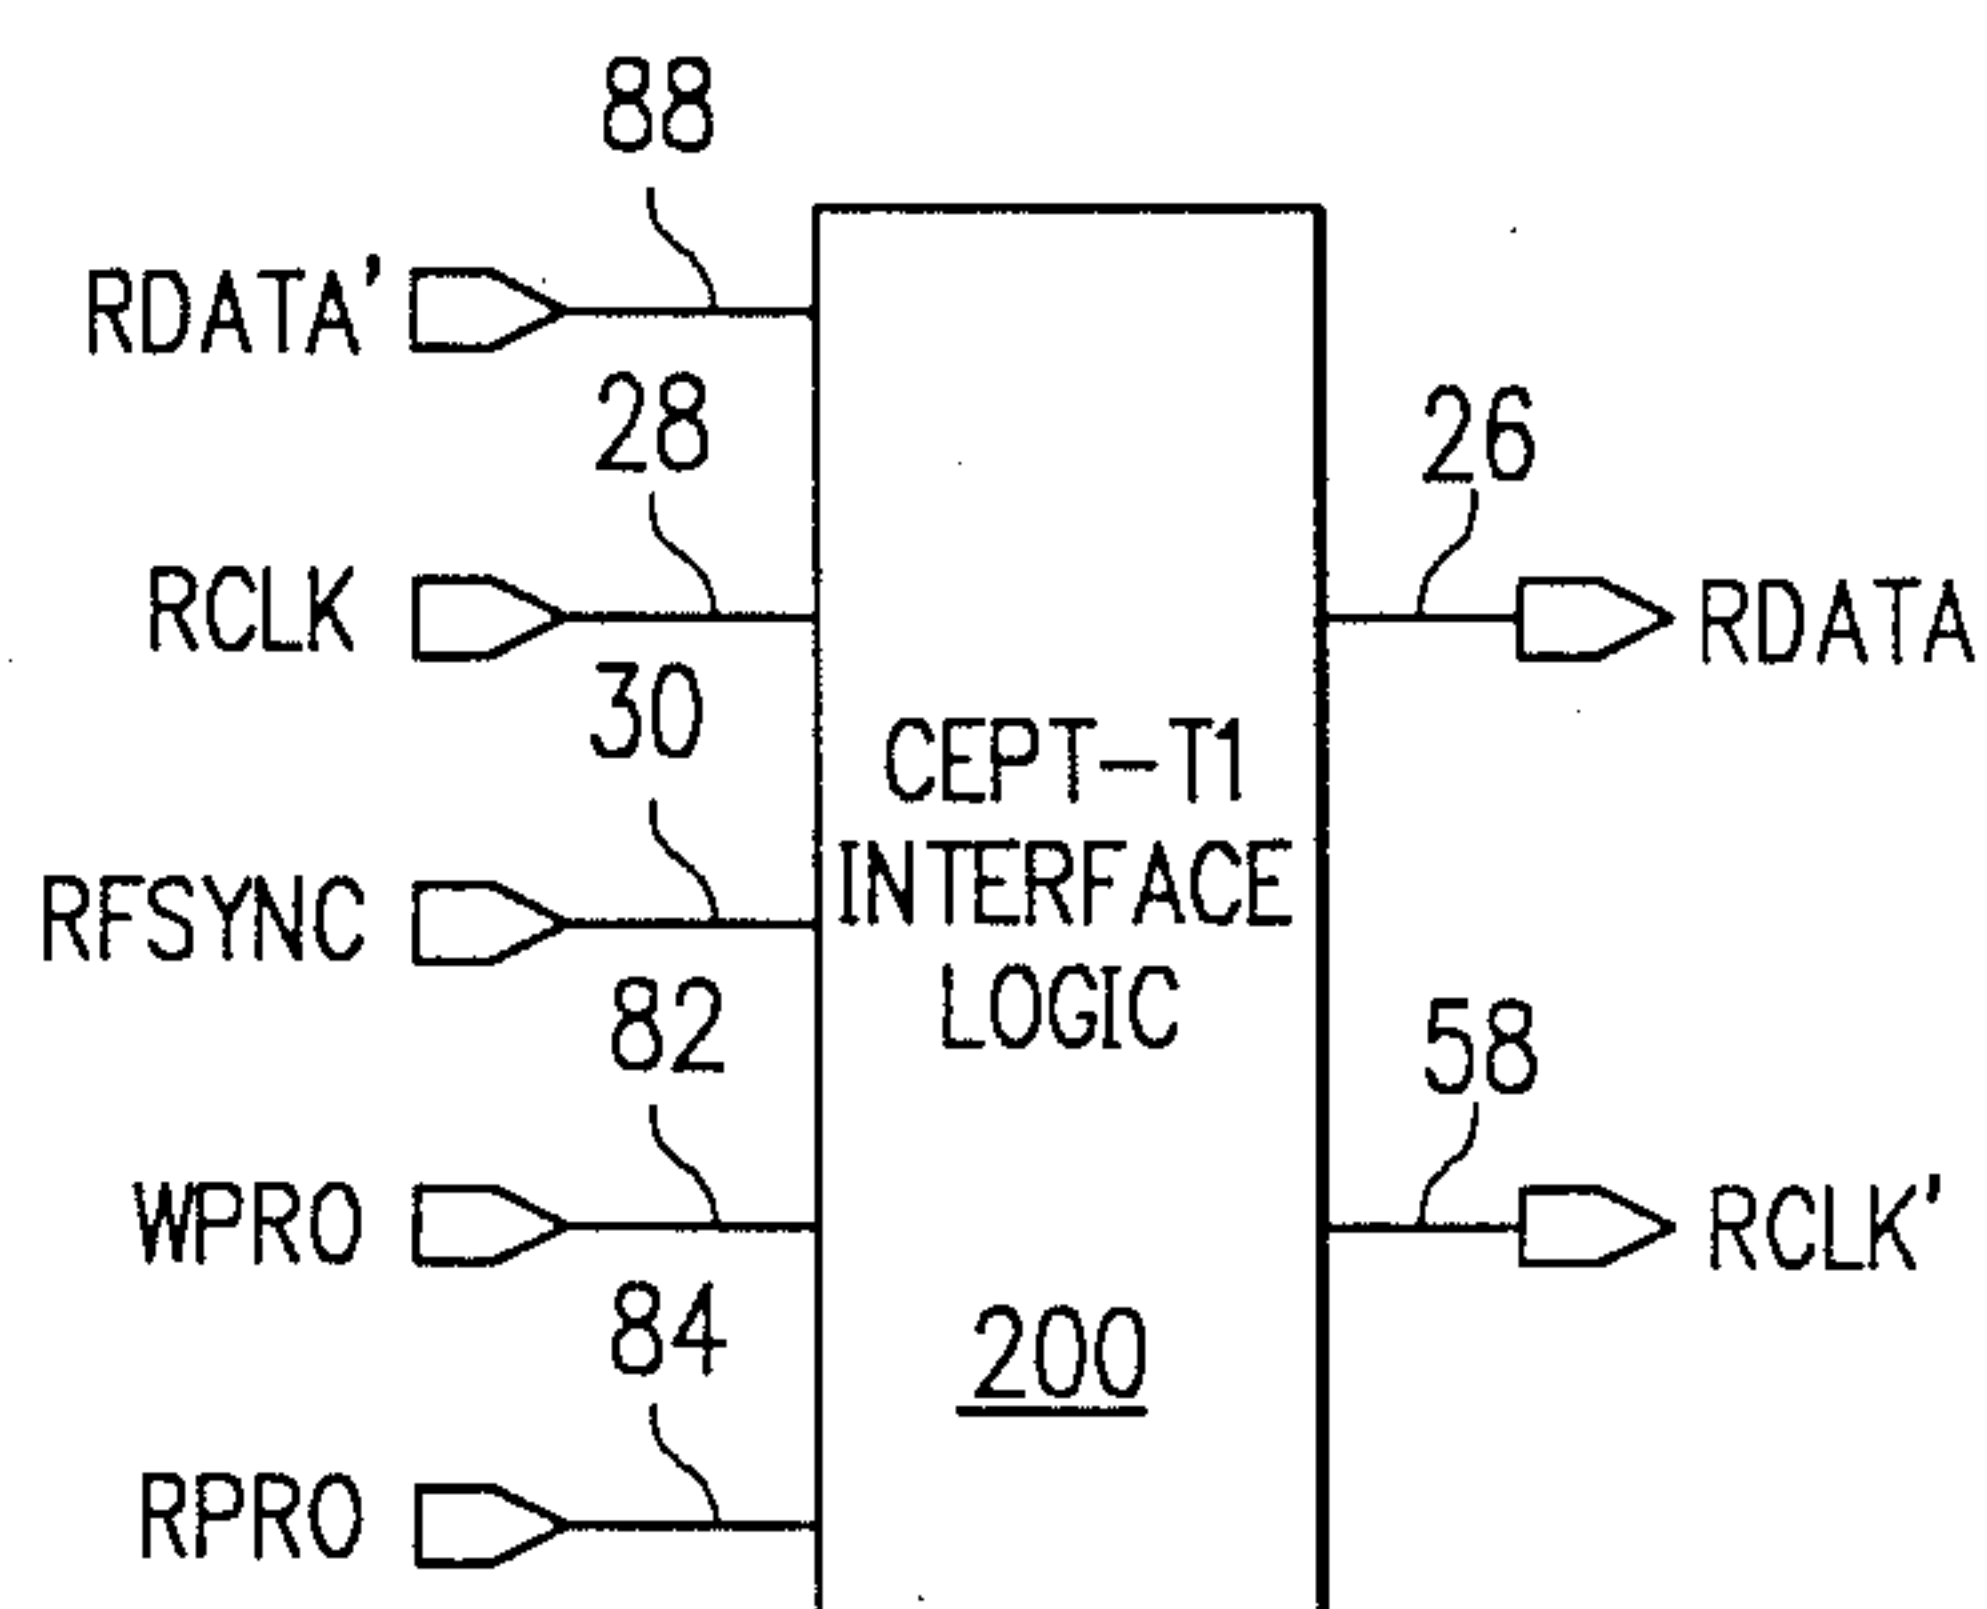 88
RDATA'
28
26
RCLK
RDATA
30
CEPT-T1
INTERFACE
LOGIC
RFSYNC
82
58
WPRO
RCLK'
84
200
RPRO